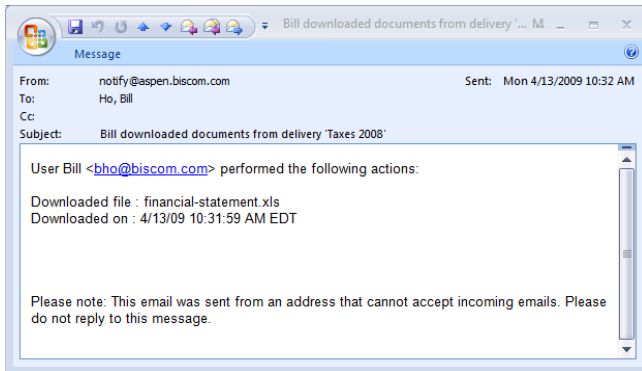 Bill downloaded documents from delivery '... M
Message
From: notify@aspen.biscom.com Sent: Mon 4/13/2009 10:32 AM
To: Ho, Bill
Cc:
Subject: Bill downloaded documents from delivery 'Taxes 2008'
User Bill <bho@biscom.com> performed the following actions:
Downloaded file : financial-statement.xls
Downloaded on : 4/13/09 10:31:59 AM EDT
Please note: This email was sent from an address that cannot accept incoming emails. Please
do not reply to this message.